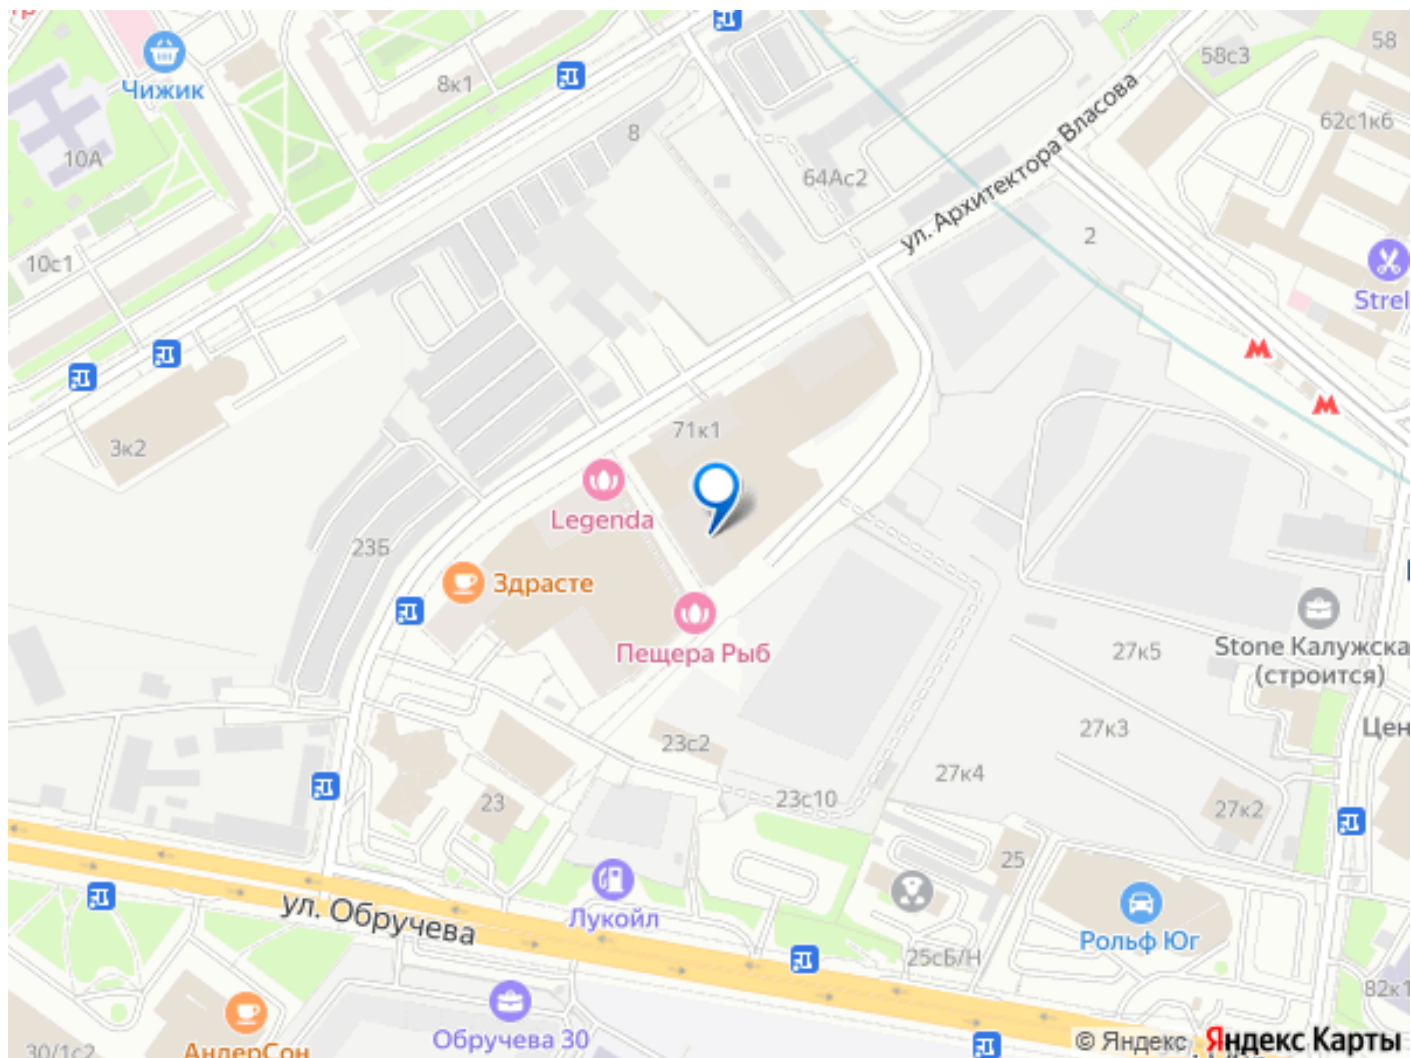 Чижик
8к1
8
10А
10с1
58с3
58
62с1к6
64Ас2
ул. Архитектора Власова
2
Strel
3к2
71к1
Legenda
23Б
Здрасте
Пещера Рыб
27к5
Stone Калужска
(строится)
Цен
27к3
23с2
27к4
23с10
23
27к2
25
ул. Обручева
Лукойл
Рольф Юг
25сБ/Н
82к1
Обручева 30
АндерСон
30/1с2
© Яндекс Яндекс Карты